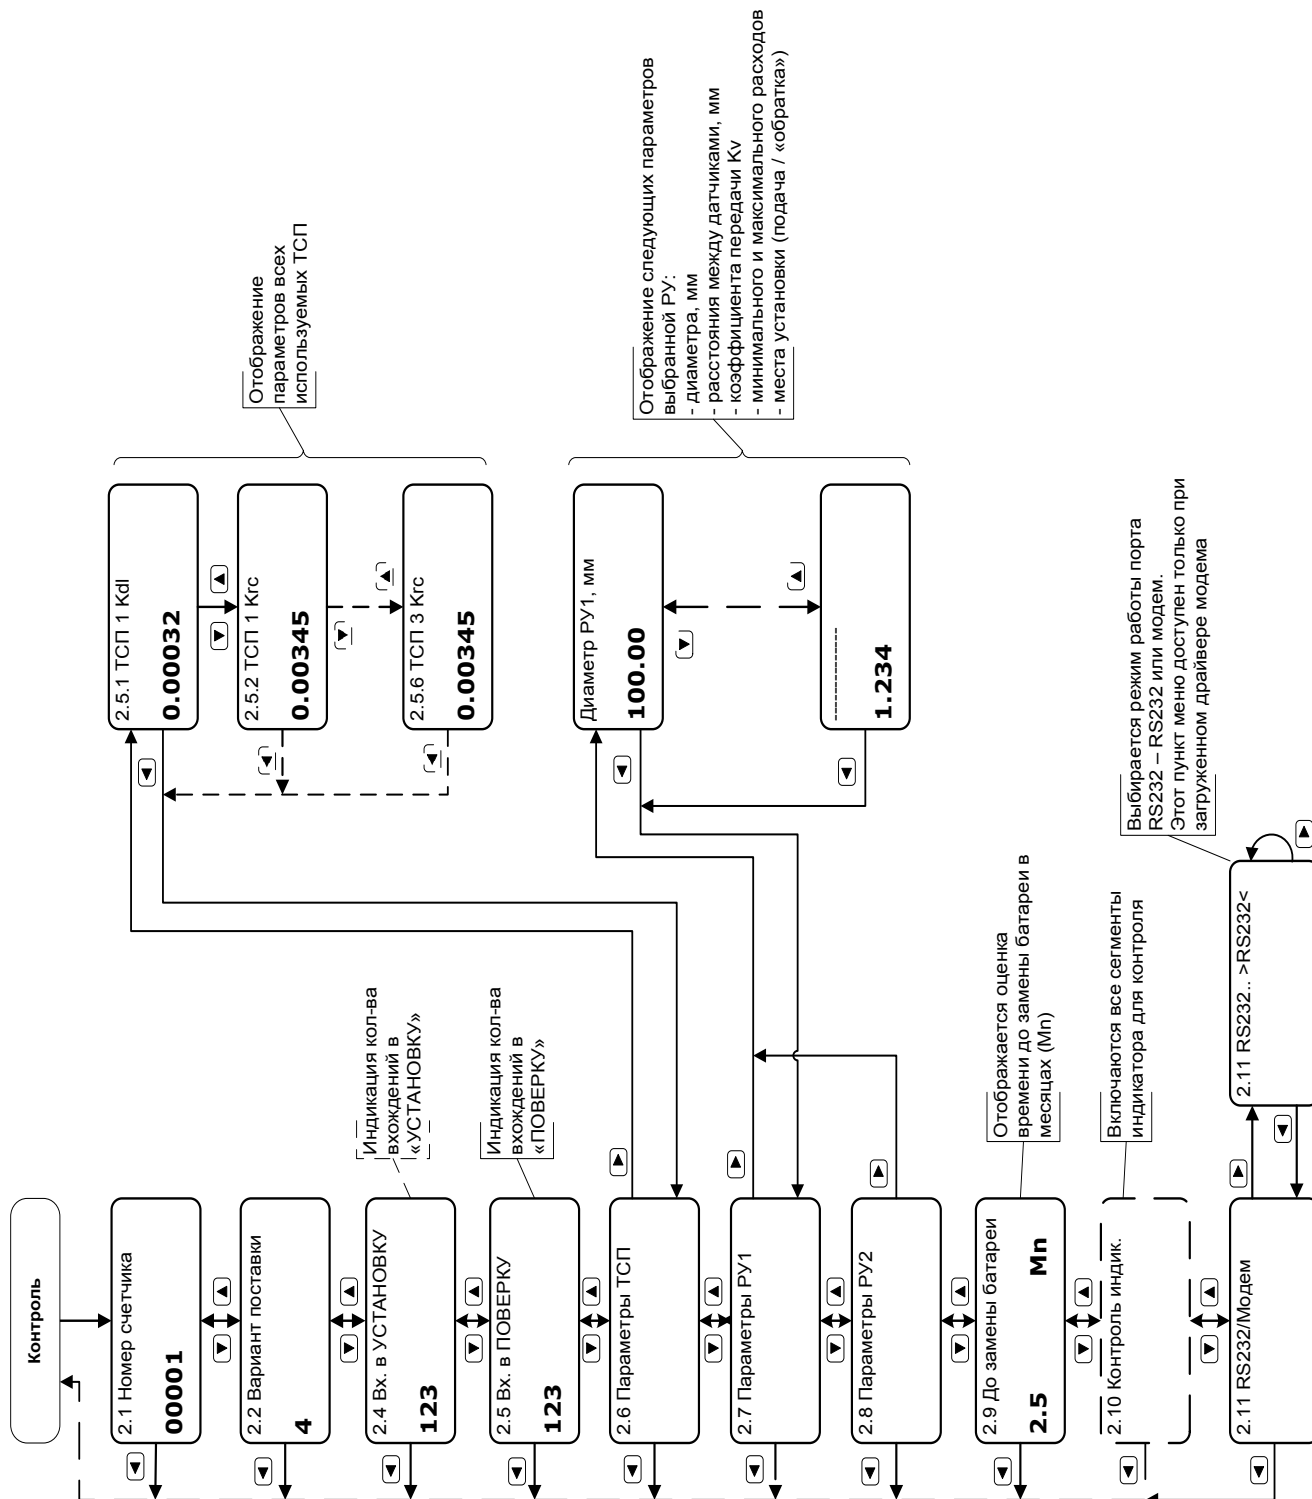 Контроль
2.1 Номер счетчика
00001
2.2 Вариант поставки
4
2.4 Вх. в УСТАНОВКУ
123
Индикация кол-ва
вхождений в
«УСТАНОВКУ»
2.5 Вх. в ПОВЕРКУ
123
Индикация кол-ва
вхождений в
«ПОВЕРКУ»
2.6 Параметры ТСП
2.7 Параметры РУ1
2.8 Параметры РУ2
2.9 До замены батареи
2.5 Mn
Отображается оценка
времени до замены батареи в
месяцах (Mn)
2.10 Контроль индик.
Включаются все сегменты
индикатора для контроля
2.11 RS232/Модем
2.11 RS232.. >RS232<
Выбирается режим работы порта
RS232 – RS232 или модем.
Этот пункт меню доступен только при
загруженном драйвере модема
2.5.1 ТСП 1 Kdl
0.00032
2.5.2 ТСП 1 Krc
0.00345
2.5.6 ТСП 3 Krc
0.00345
Отображение
параметров всех
используемых ТСП
Диаметр РУ1, мм
100.00
---------------
1.234
Отображение следующих параметров
выбранной РУ:
- диаметра, мм
- расстояния между датчиками, мм
- коэффициента передачи Kv
- минимального и максимального расходов
- места установки (подача / «обратка»)